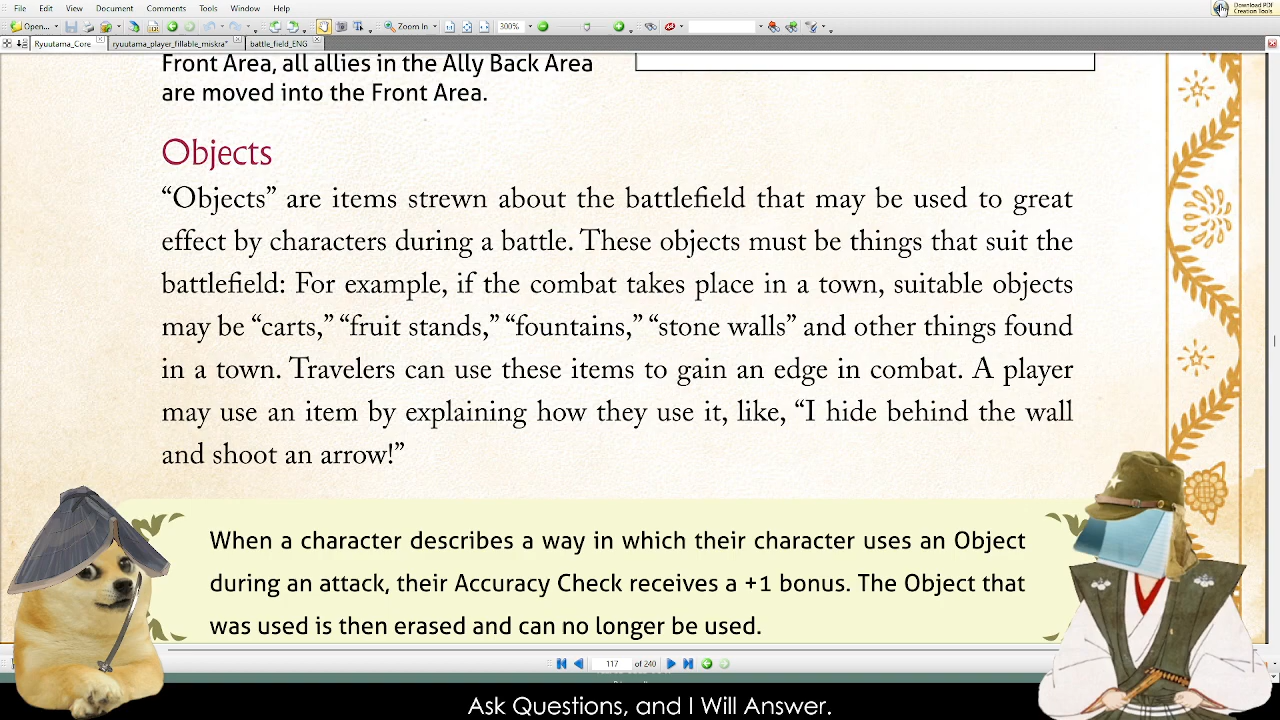 File Edit View Document Comments Tools Window Help
Download PDF
Creation Tools
Open... Zoom In 300%
Ryuutama_Core ryuutama_player_fillable_miskra* battle_field_ENG
Front Area, all allies in the Ally Back Area
are moved into the Front Area.
Objects
“Objects” are items strewn about the battlefield that may be used to great
effect by characters during a battle. These objects must be things that suit the
battlefield: For example, if the combat takes place in a town, suitable objects
may be “carts,” “fruit stands,” “fountains,” “stone walls” and other things found
in a town. Travelers can use these items to gain an edge in combat. A player
may use an item by explaining how they use it, like, “I hide behind the wall
and shoot an arrow!”
When a character describes a way in which their character uses an Object
during an attack, their Accuracy Check receives a +1 bonus. The Object that
was used is then erased and can no longer be used.
117 of 240
Ask Questions, and I Will Answer.